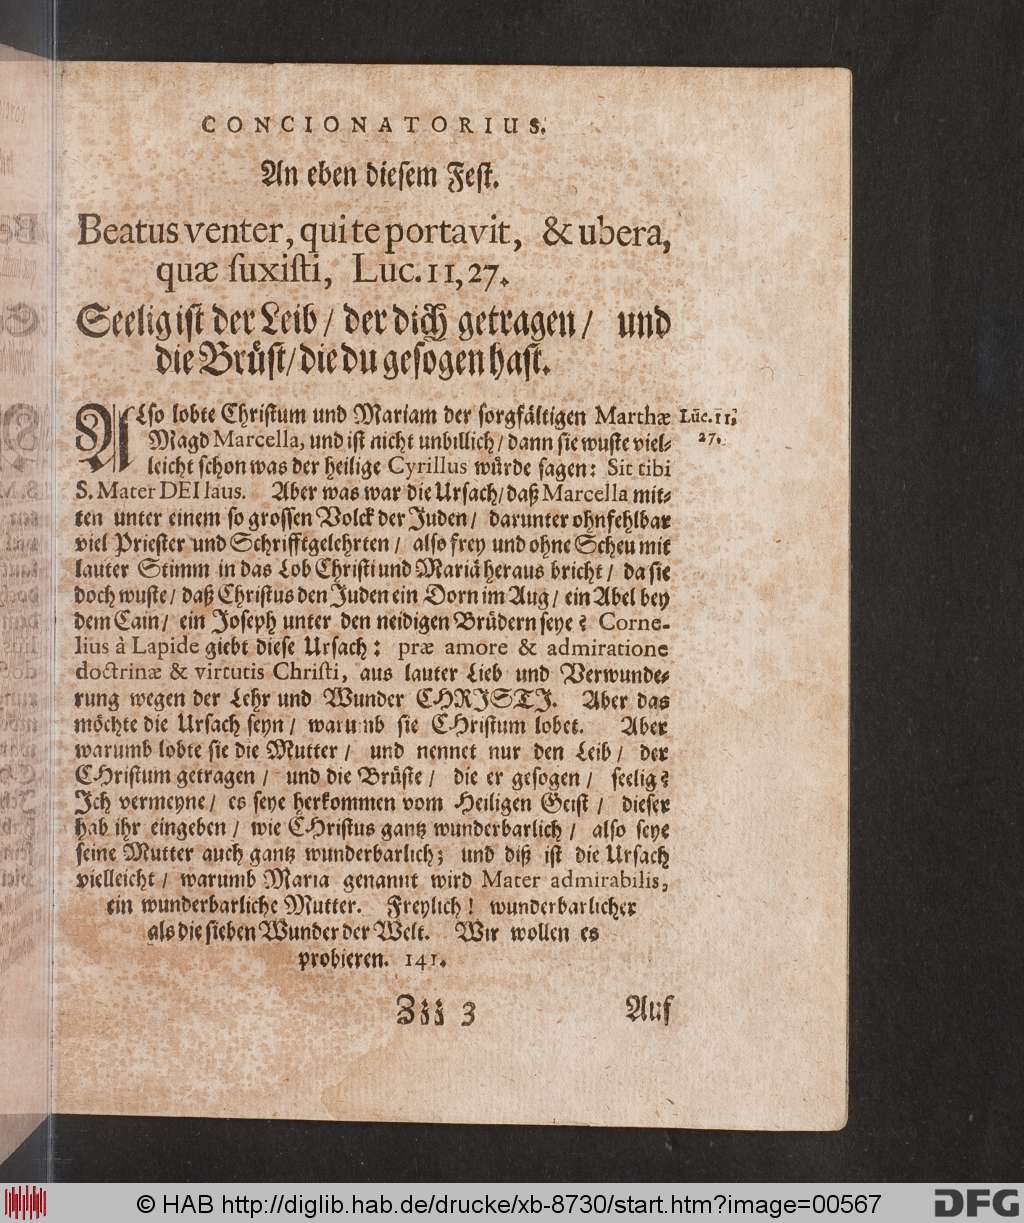 CONCIONATORIUS.
An eben diesem Fest.
Beatus venter, qui te portavit, & ubera,
quæ suxisti, Luc. 11, 27.
Seelig ist der Leib / der dich getragen / und
die Brüst / die du gesogen hast.
ALso lobte Christum und Mariam der sorgfältigen Marthæ Luc. 11.
Magd Marcella, und ist nicht unbillich / dann sie wuste viel- 27.
leicht schon was der heilige Cyrillus würde sagen: Sit tibi
S. Mater DEI laus. Aber was war die Ursach / daß Marcella mit-
ten unter einem so grossen Volck der Juden / darunter ohnfehlbar
viel Priester und Schrifftgelehrten / also frey und ohne Scheu mit
lauter Stimm in das Lob Christi und Mariä heraus bricht / da sie
doch wuste / daß Christus den Juden ein Dorn im Aug / ein Abel bey
dem Cain / ein Joseph unter den neidigen Brüdern seye? Corne-
lius à Lapide giebt diese Ursach: præ amore & admiratione
doctrinæ & virtutis Christi, aus lauter Lieb und Verwunde-
rung wegen der Lehr und Wunder CHRISTI. Aber das
möchte die Ursach seyn / warumb sie CHristum lobet. Aber
warumb lobte sie die Mutter / und nennet nur den Leib / der
CHristum getragen / und die Brüste / die er gesogen / seelig?
Ich vermeyne / es seye herkommen vom Heiligen Geist / dieser
hab ihr eingeben / wie CHristus gantz wunderbarlich / also seye
seine Mutter auch gantz wunderbarlich; und diß ist die Ursach
vielleicht / warumb Maria genannt wird Mater admirabilis,
ein wunderbarliche Mutter. Freylich! wunderbarlicher
als die sieben Wunder der Welt. Wir wollen es
probieren. 141.
Zii 3 Auf
© HAB http://diglib.hab.de/drucke/xb-8730/start.htm?image=00567
DFG